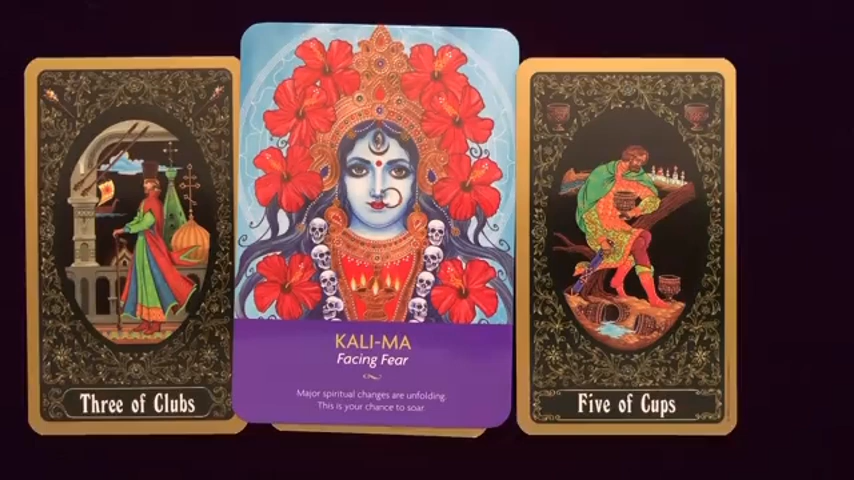 Three of Clubs
KALI-MA
Facing Fear
Major spiritual changes are unfolding.
This is your chance to soar.
Five of Cups